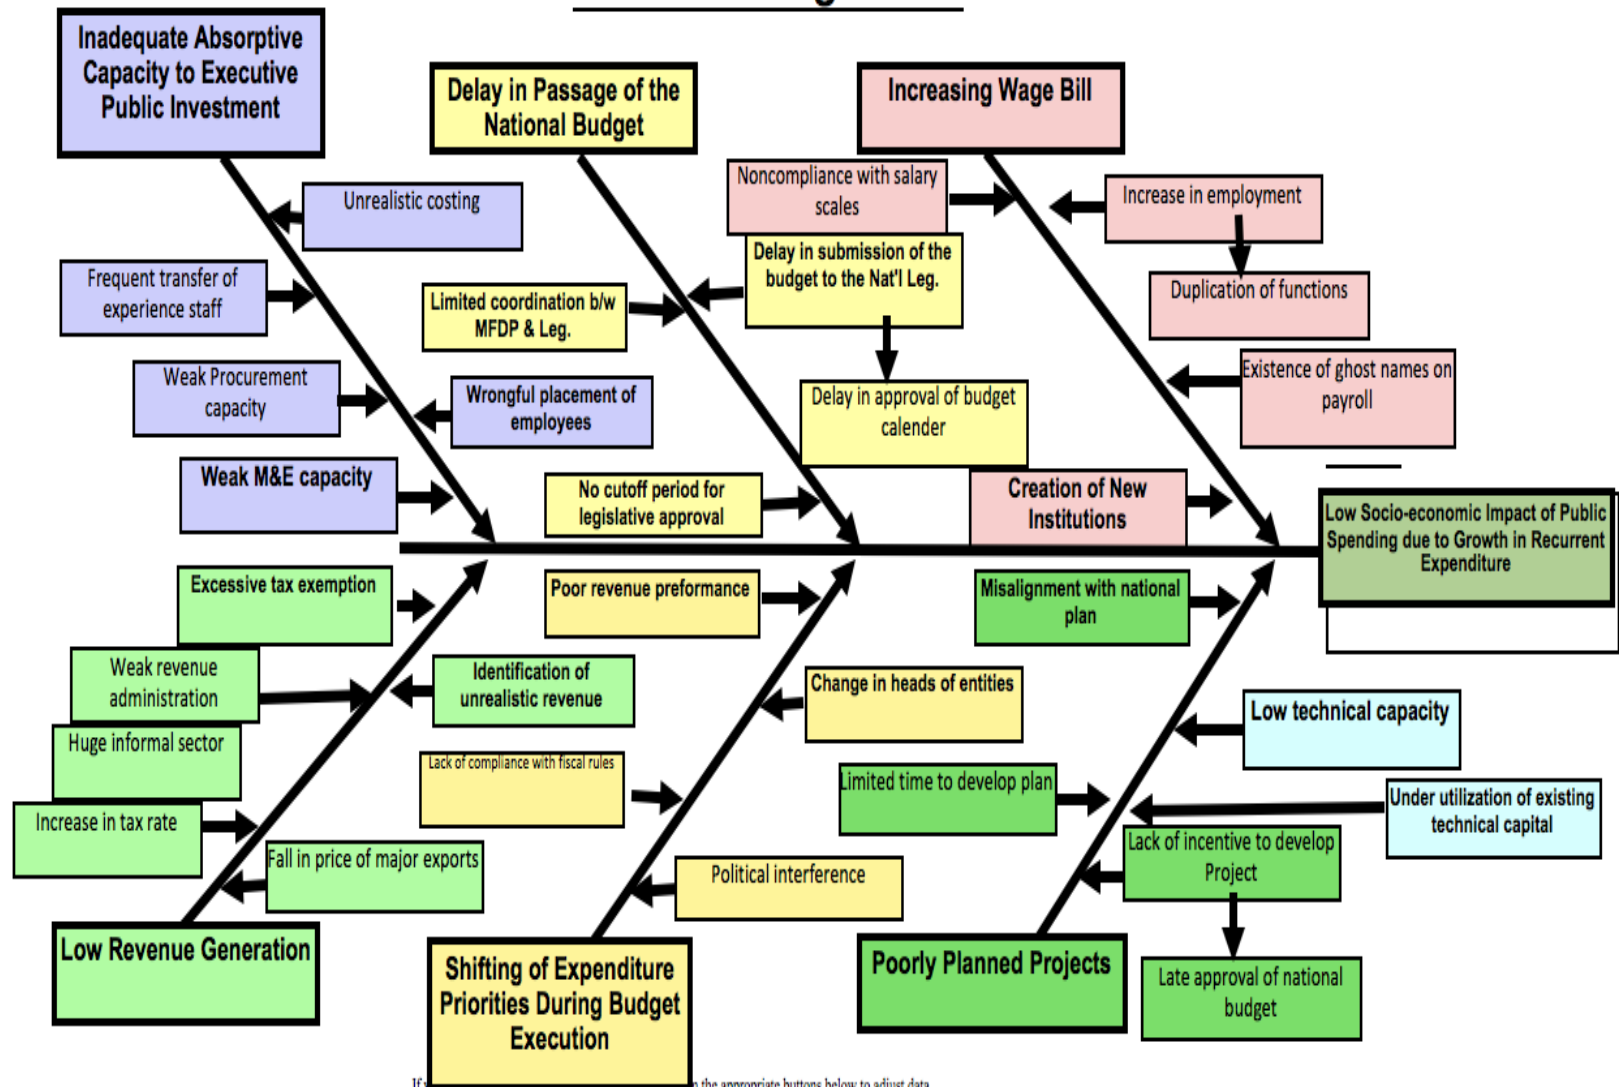 Inadequate Absorptive
Capacity to Executive
Public Investment
Delay in Passage of the
National Budget
Increasing Wage Bill
Unrealistic costing
Frequent transfer of
experience staff
Weak Procurement
capacity
Wrongful placement of
employees
Weak M&E capacity
Limited coordination b/w
MFDP & Leg.
Delay in submission of the
budget to the Nat'l Leg.
Delay in approval of budget
calender
No cutoff period for
legislative approval
Noncompliance with salary
scales
Increase in employment
Duplication of functions
Existence of ghost names on
payroll
Creation of New
Institutions
Low Socio-economic Impact of Public
Spending due to Growth in Recurrent
Expenditure
Excessive tax exemption
Weak revenue
administration
Identification of
unrealistic revenue
Huge informal sector
Increase in tax rate
Fall in price of major exports
Low Revenue Generation
Poor revenue preformance
Change in heads of entities
Lack of compliance with fiscal rules
Political interference
Shifting of Expenditure
Priorities During Budget
Execution
Misalignment with national
plan
Low technical capacity
Limited time to develop plan
Under utilization of existing
technical capital
Lack of incentive to develop
Project
Late approval of national
budget
Poorly Planned Projects
If the appropriate buttons below to adjust data